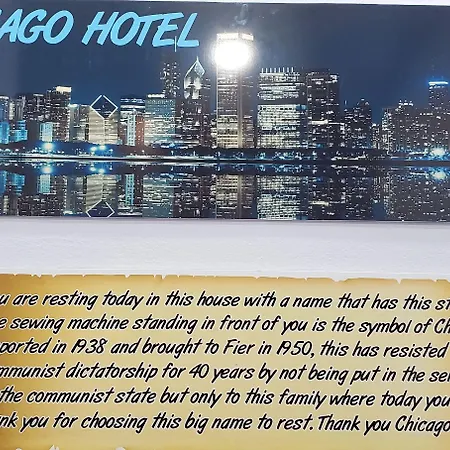 AGO HOTEL
u are resting today in this house with a name that has this st
e sewing machine standing in front of you is the symbol of Ch
ported in 1938 and brought to Fier in 1950, this has resisted
mmunist dictatorship for 40 years by not being put in the se
the communist state but only to this family where today you
nk you for choosing this big name to rest. Thank you Chicago